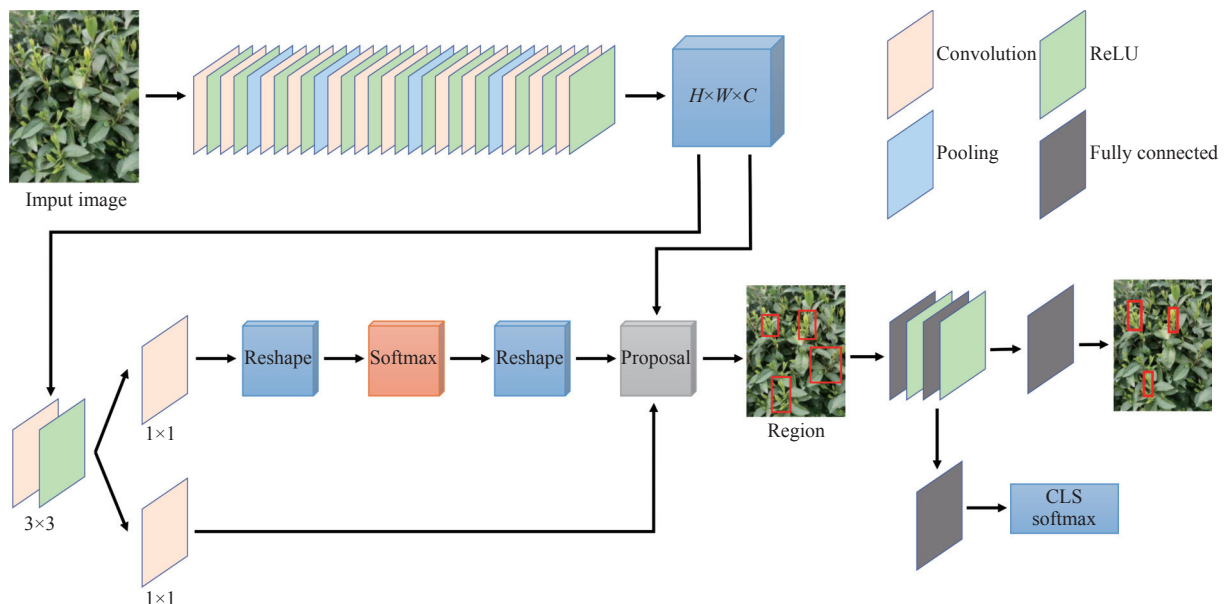 Imput image
H×W×C
Convolution
ReLU
Pooling
Fully connected
3×3
1×1
Reshape
Softmax
Reshape
Proposal
Region
1×1
CLS
softmax